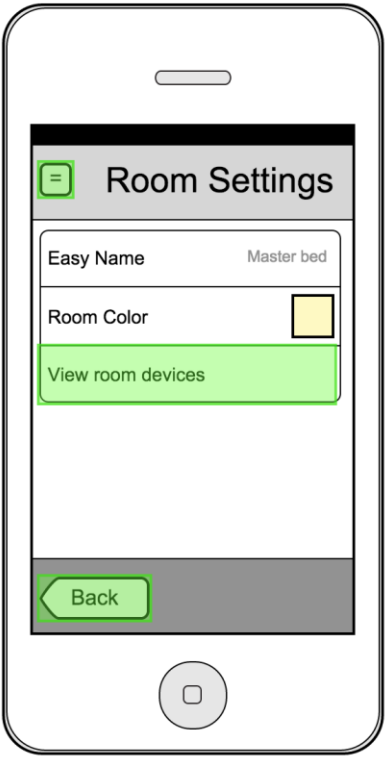 =
Room Settings
Easy Name Master bed
Room Color
View room devices
Back